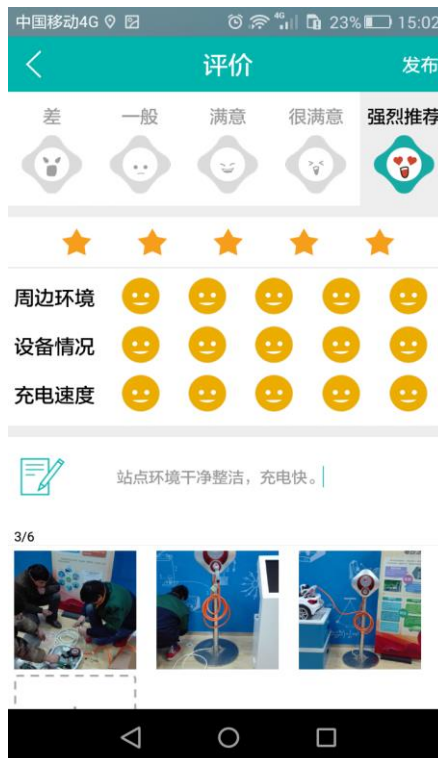 中国移动4G 4G 23% 15:02
评价 发布
差 一般 满意 很满意 强烈推荐
周边环境
设备情况
充电速度
站点环境干净整洁，充电快。
3/6